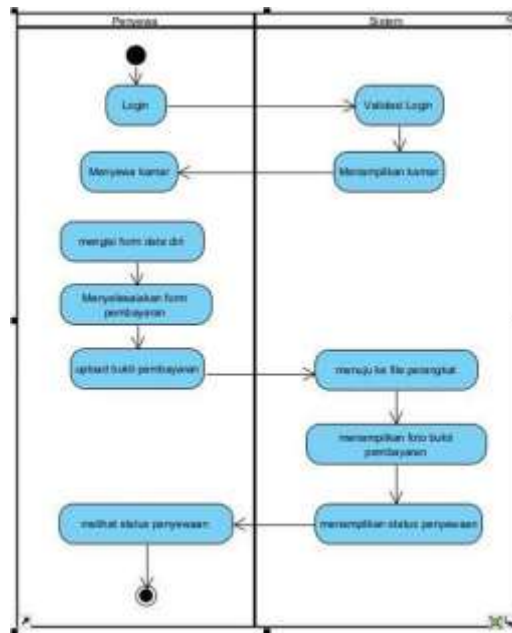 Penyewa
Sistem
Login
Validasi Login
Menyewa kamar
Menampilkan kamar
mengisi form data diri
Menyelesaiakan form
pembayaran
upload bukti pembayaran
menuju ke file perangkat
menampilkan foto bukti
pembayaran
melihat status penyewaan
menampilkan status penyewaan